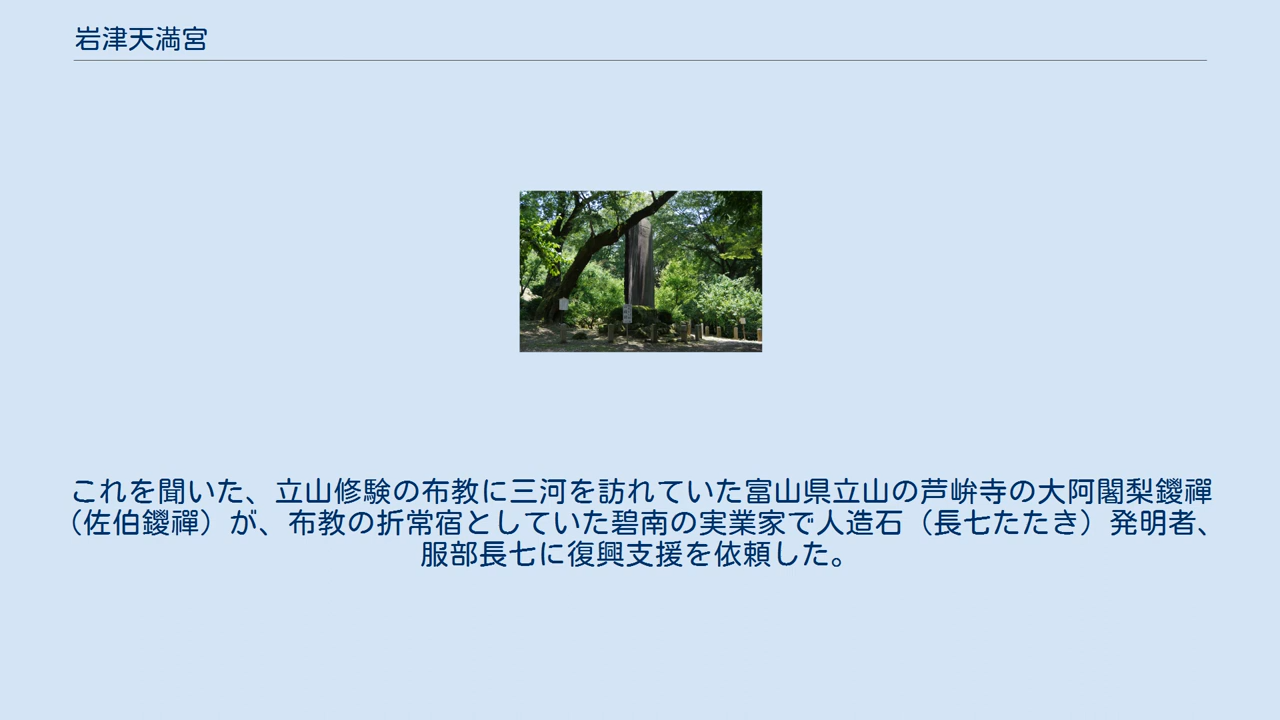 岩津天満宮
これを聞いた、立山修験の布教に三河を訪れていた富山県立山の芦峅寺の大阿闍梨鑁禪
（佐伯鑁禪）が、布教の折常宿としていた碧南の実業家で人造石（長七たたき）発明者、
服部長七に復興支援を依頼した。